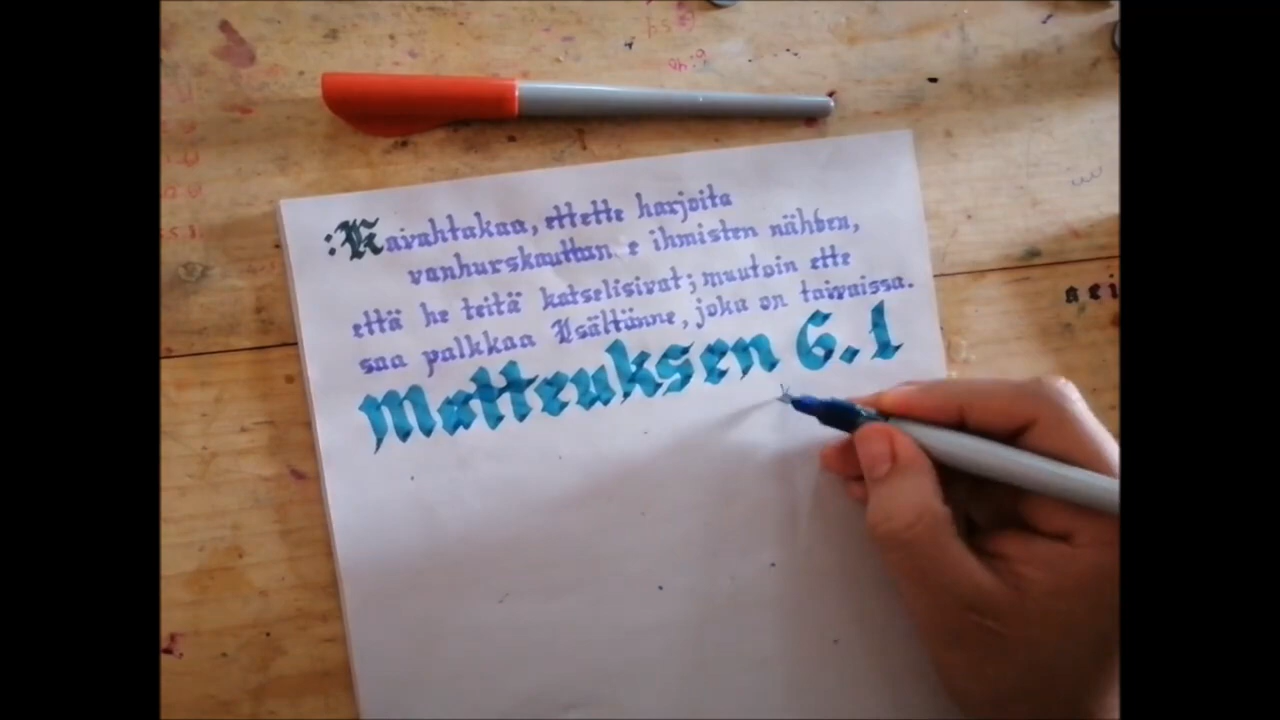 :Kavahtakaa, ettette harjoita
vanhurskauttanne ihmisten nähden,
että he teitä katselisivat; muutoin ette
saa palkkaa Isältänne, joka on taivaissa.
Matteuksen 6.1
a e i